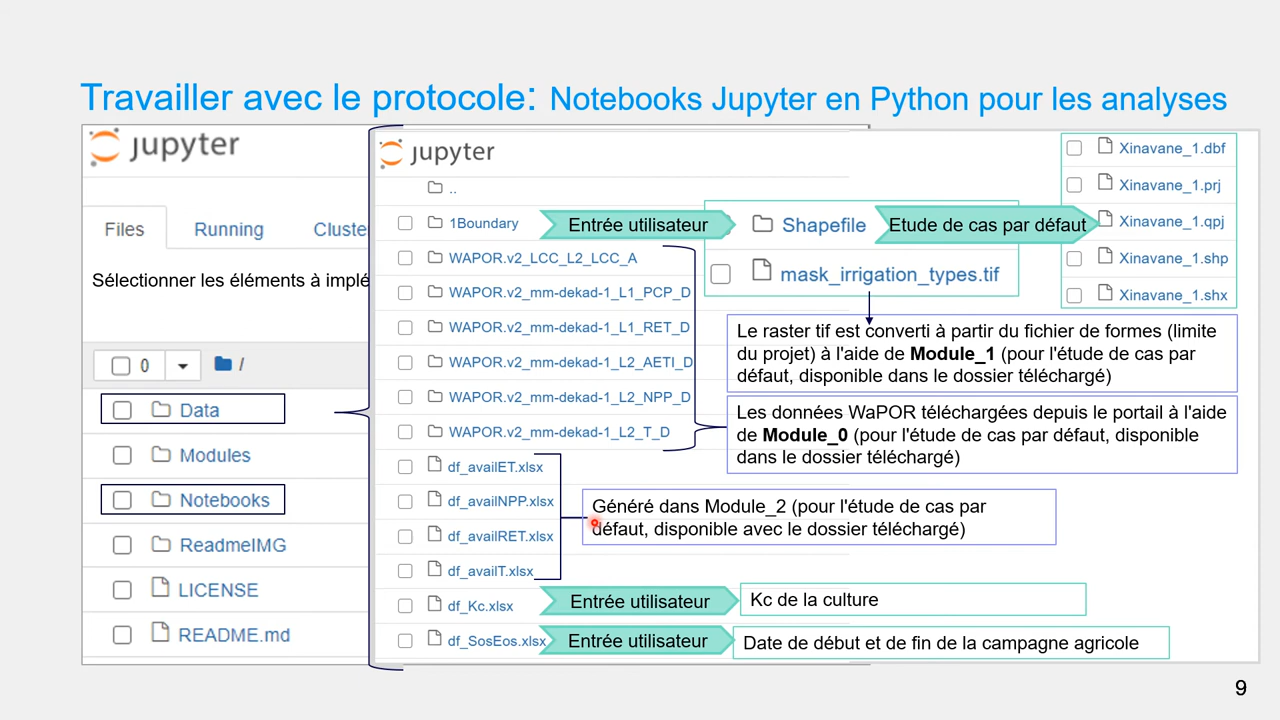 Travailler avec le protocole: Notebooks Jupyter en Python pour les analyses
jupyter
Files
Running
Cluste
Sélectionner les éléments à implé
0
/
Data
Modules
Notebooks
ReadmeIMG
LICENSE
README.md
jupyter
..
1Boundary
WAPOR.v2_LCC_L2_LCC_A
WAPOR.v2_mm-dekad-1_L1_PCP_D
WAPOR.v2_mm-dekad-1_L1_RET_D
WAPOR.v2_mm-dekad-1_L2_AETI_D
WAPOR.v2_mm-dekad-1_L2_NPP_D
WAPOR.v2_mm-dekad-1_L2_T_D
df_availET.xlsx
df_availNPP.xlsx
df_availRET.xlsx
df_availT.xlsx
df_Kc.xlsx
df_SosEos.xlsx
Entrée utilisateur
Shapefile
mask_irrigation_types.tif
Etude de cas par défaut
Xinavane_1.dbf
Xinavane_1.prj
Xinavane_1.qpj
Xinavane_1.shp
Xinavane_1.shx
Le raster tif est converti à partir du fichier de formes (limite
du projet) à l'aide de Module_1 (pour l'étude de cas par
défaut, disponible dans le dossier téléchargé)
Les données WaPOR téléchargées depuis le portail à l'aide
de Module_0 (pour l'étude de cas par défaut, disponible
dans le dossier téléchargé)
Généré dans Module_2 (pour l'étude de cas par
défaut, disponible avec le dossier téléchargé)
Entrée utilisateur
Kc de la culture
Entrée utilisateur
Date de début et de fin de la campagne agricole
9